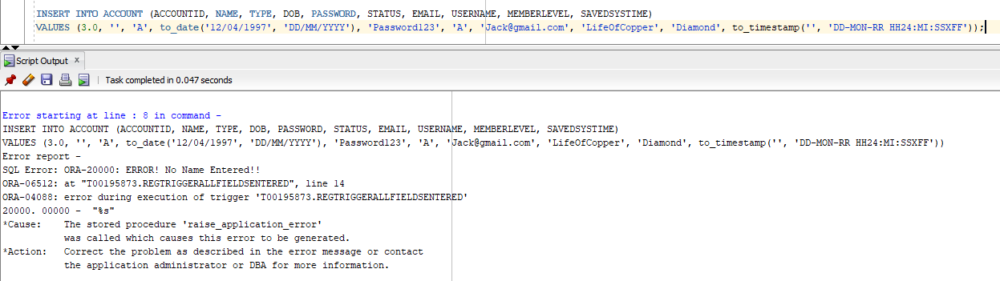 INSERT INTO ACCOUNT (ACCOUNTID, NAME, TYPE, DOB, PASSWORD, STATUS, EMAIL, USERNAME, MEMBERLEVEL, SAVEDSYSTIME)
VALUES (3.0, '', 'A', to_date('12/04/1997', 'DD/MM/YYYY'), 'Password123', 'A', 'Jack@gmail.com', 'LifeOfCopper', 'Diamond', to_timestamp('', 'DD-MON-RR HH24:MI:SSXFF'));
Script Output x
Task completed in 0.047 seconds
Error starting at line : 8 in command -
INSERT INTO ACCOUNT (ACCOUNTID, NAME, TYPE, DOB, PASSWORD, STATUS, EMAIL, USERNAME, MEMBERLEVEL, SAVEDSYSTIME)
VALUES (3.0, '', 'A', to_date('12/04/1997', 'DD/MM/YYYY'), 'Password123', 'A', 'Jack@gmail.com', 'LifeOfCopper', 'Diamond', to_timestamp('', 'DD-MON-RR HH24:MI:SSXFF'))
Error report -
SQL Error: ORA-20000: ERROR! No Name Entered!!
ORA-06512: at "T00195873.REGTRIGGERALLFIELDSENTERED", line 14
ORA-04088: error during execution of trigger 'T00195873.REGTRIGGERALLFIELDSENTERED'
20000. 00000 - "%s"
*Cause: The stored procedure 'raise_application_error'
was called which causes this error to be generated.
*Action: Correct the problem as described in the error message or contact
the application administrator or DBA for more information.